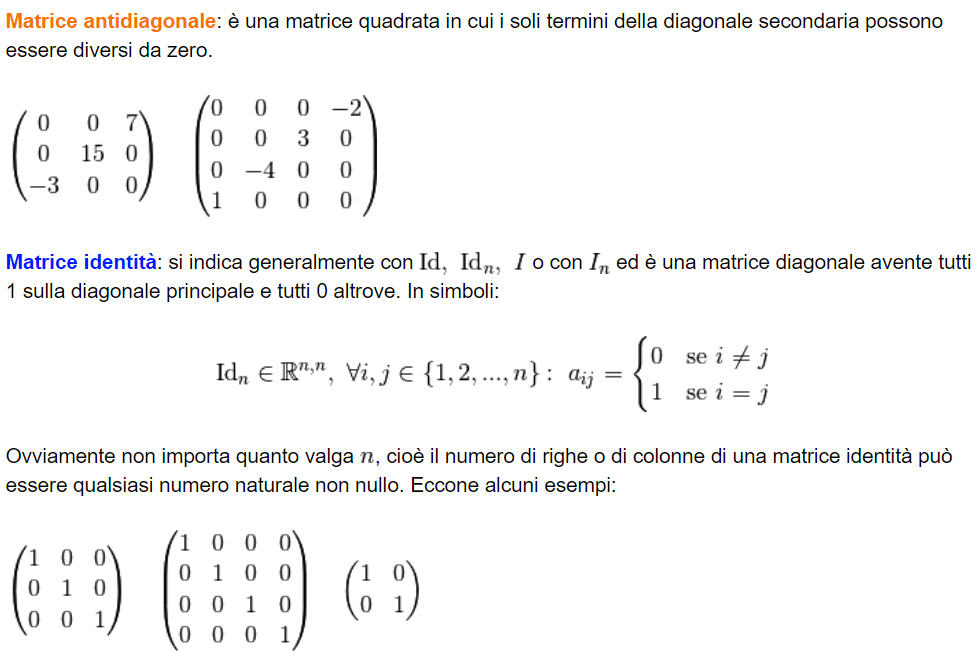 Matrice antidiagonale: è una matrice quadrata in cui i soli termini della diagonale secondaria possono
essere diversi da zero.
0 0 7
0 15 0
−3 0 0
0 0 0 −2
0 0 3 0
0 −4 0 0
1 0 0 0
Matrice identità: si indica generalmente con Id, Idₙ, I o con Iₙ ed è una matrice diagonale avente tutti
1 sulla diagonale principale e tutti 0 altrove. In simboli:
Idₙ ∈ ℝⁿ,ⁿ, ∀i, j ∈ {1, 2, ..., n} : aᵢⱼ = { 0 se i ≠ j
1 se i = j
Ovviamente non importa quanto valga n, cioè il numero di righe o di colonne di una matrice identità può
essere qualsiasi numero naturale non nullo. Eccone alcuni esempi:
1 0 0
0 1 0
0 0 1
1 0 0 0
0 1 0 0
0 0 1 0
0 0 0 1
1 0
0 1